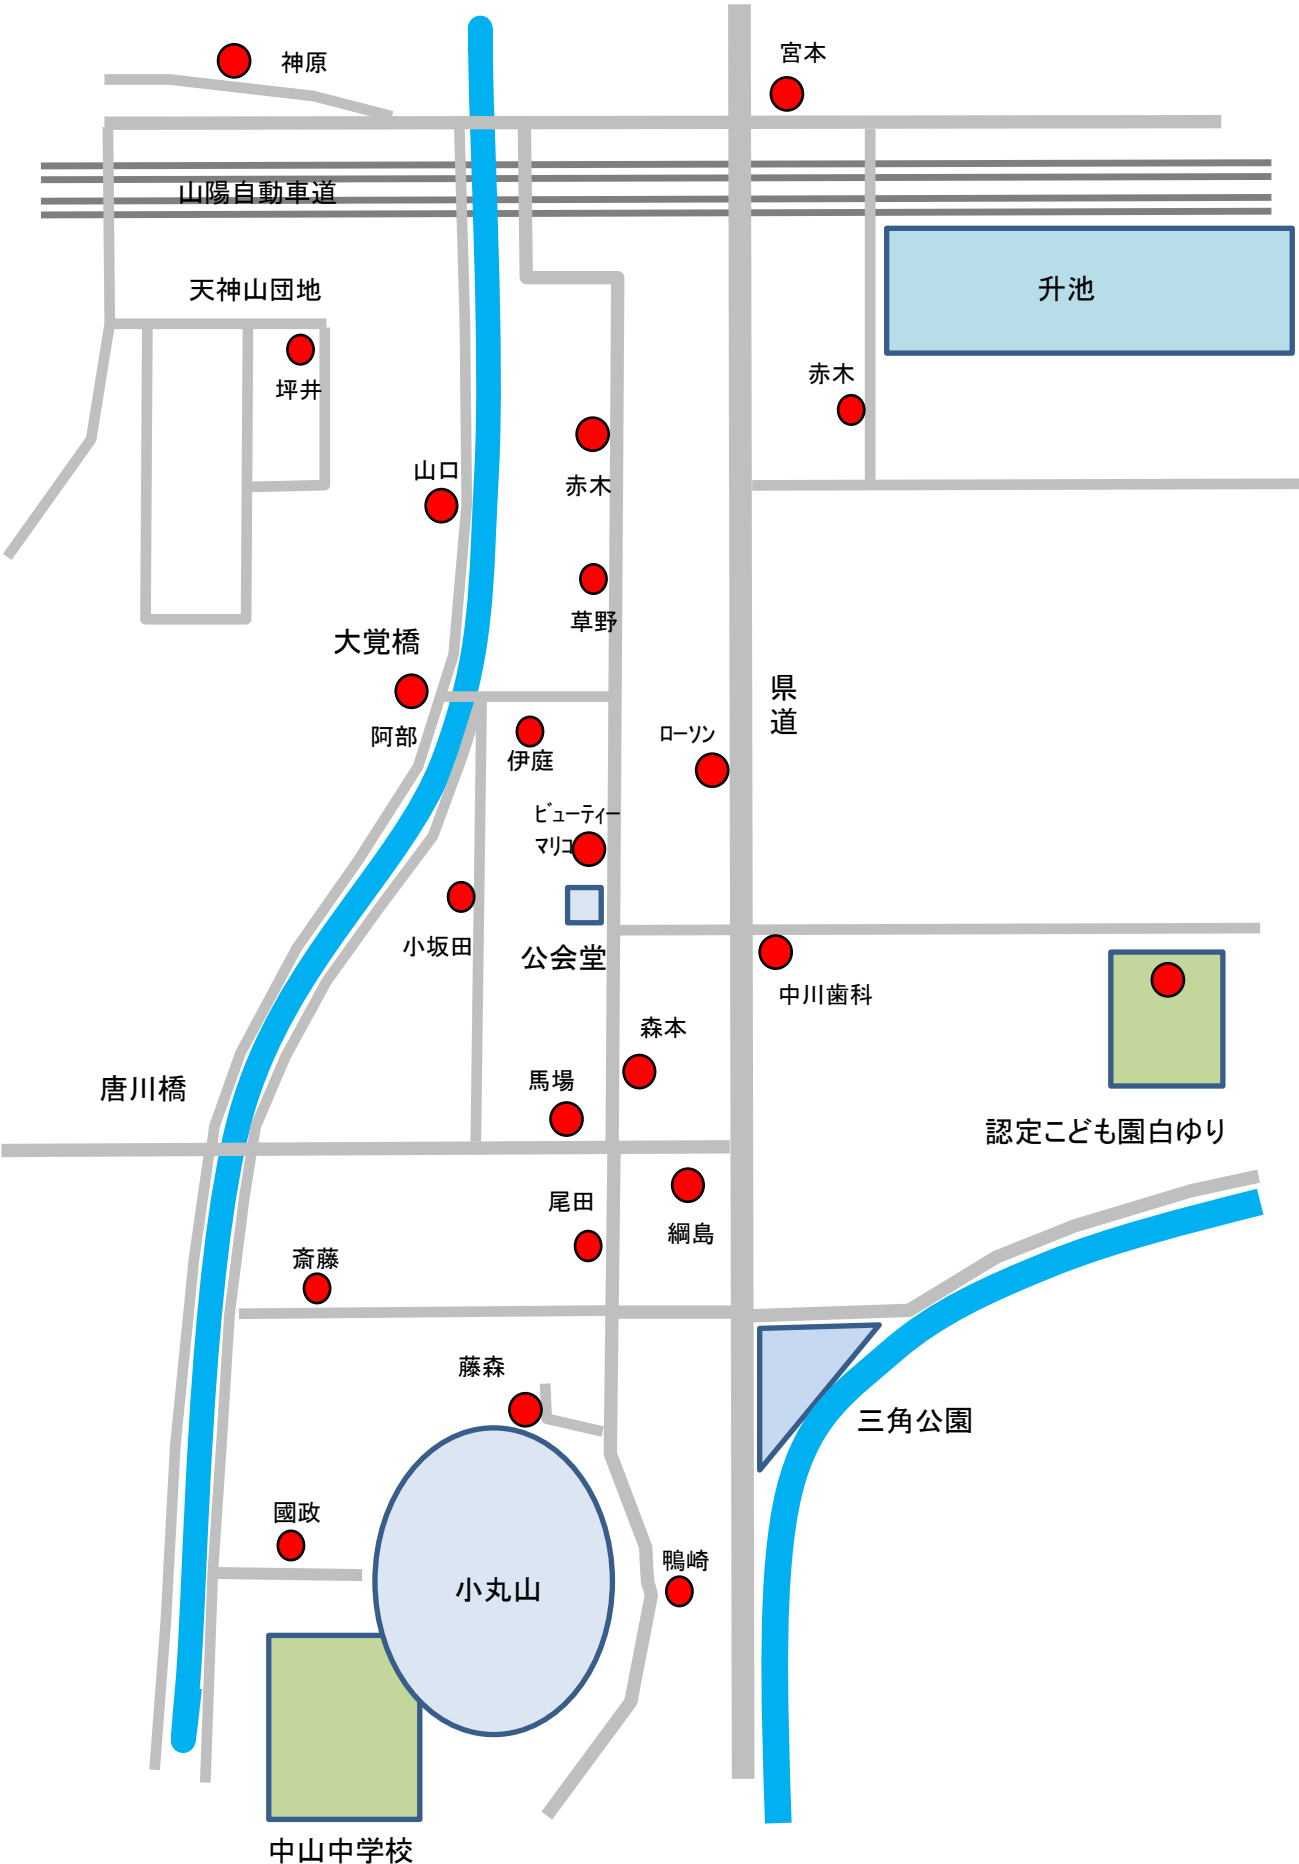 宮本
神原
山陽自動車道
天神山団地
升池
坪井
赤木
山口
赤木
草野
大覚橋
県
道
阿部
ローソン
伊庭
ビューティー
マリコ
小坂田
公会堂
中川歯科
森本
馬場
唐川橋
認定こども園白ゆり
尾田
綱島
斎藤
藤森
三角公園
國政
鴨崎
小丸山
中山中学校